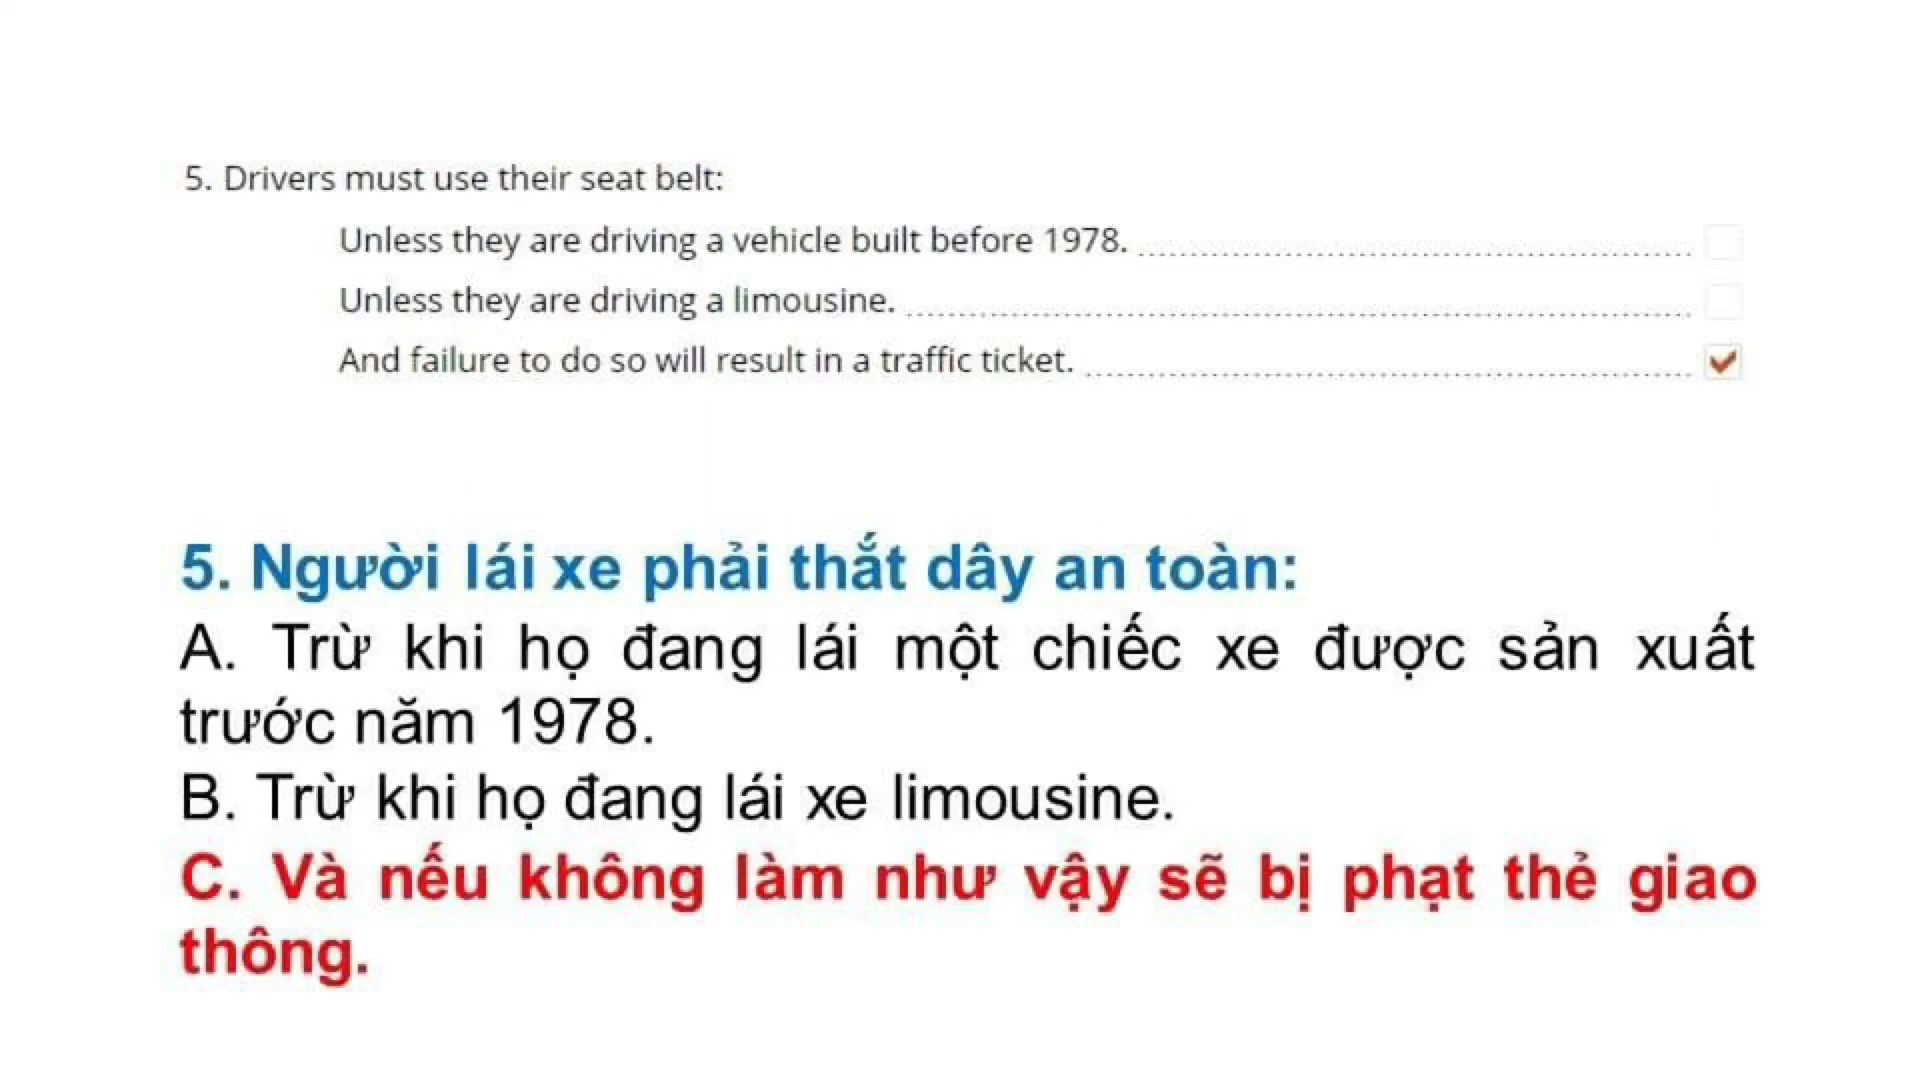 5. Drivers must use their seat belt:
Unless they are driving a vehicle built before 1978.
Unless they are driving a limousine.
And failure to do so will result in a traffic ticket.
5. Người lái xe phải thắt dây an toàn:
A. Trừ khi họ đang lái một chiếc xe được sản xuất
trước năm 1978.
B. Trừ khi họ đang lái xe limousine.
C. Và nếu không làm như vậy sẽ bị phạt thẻ giao
thông.